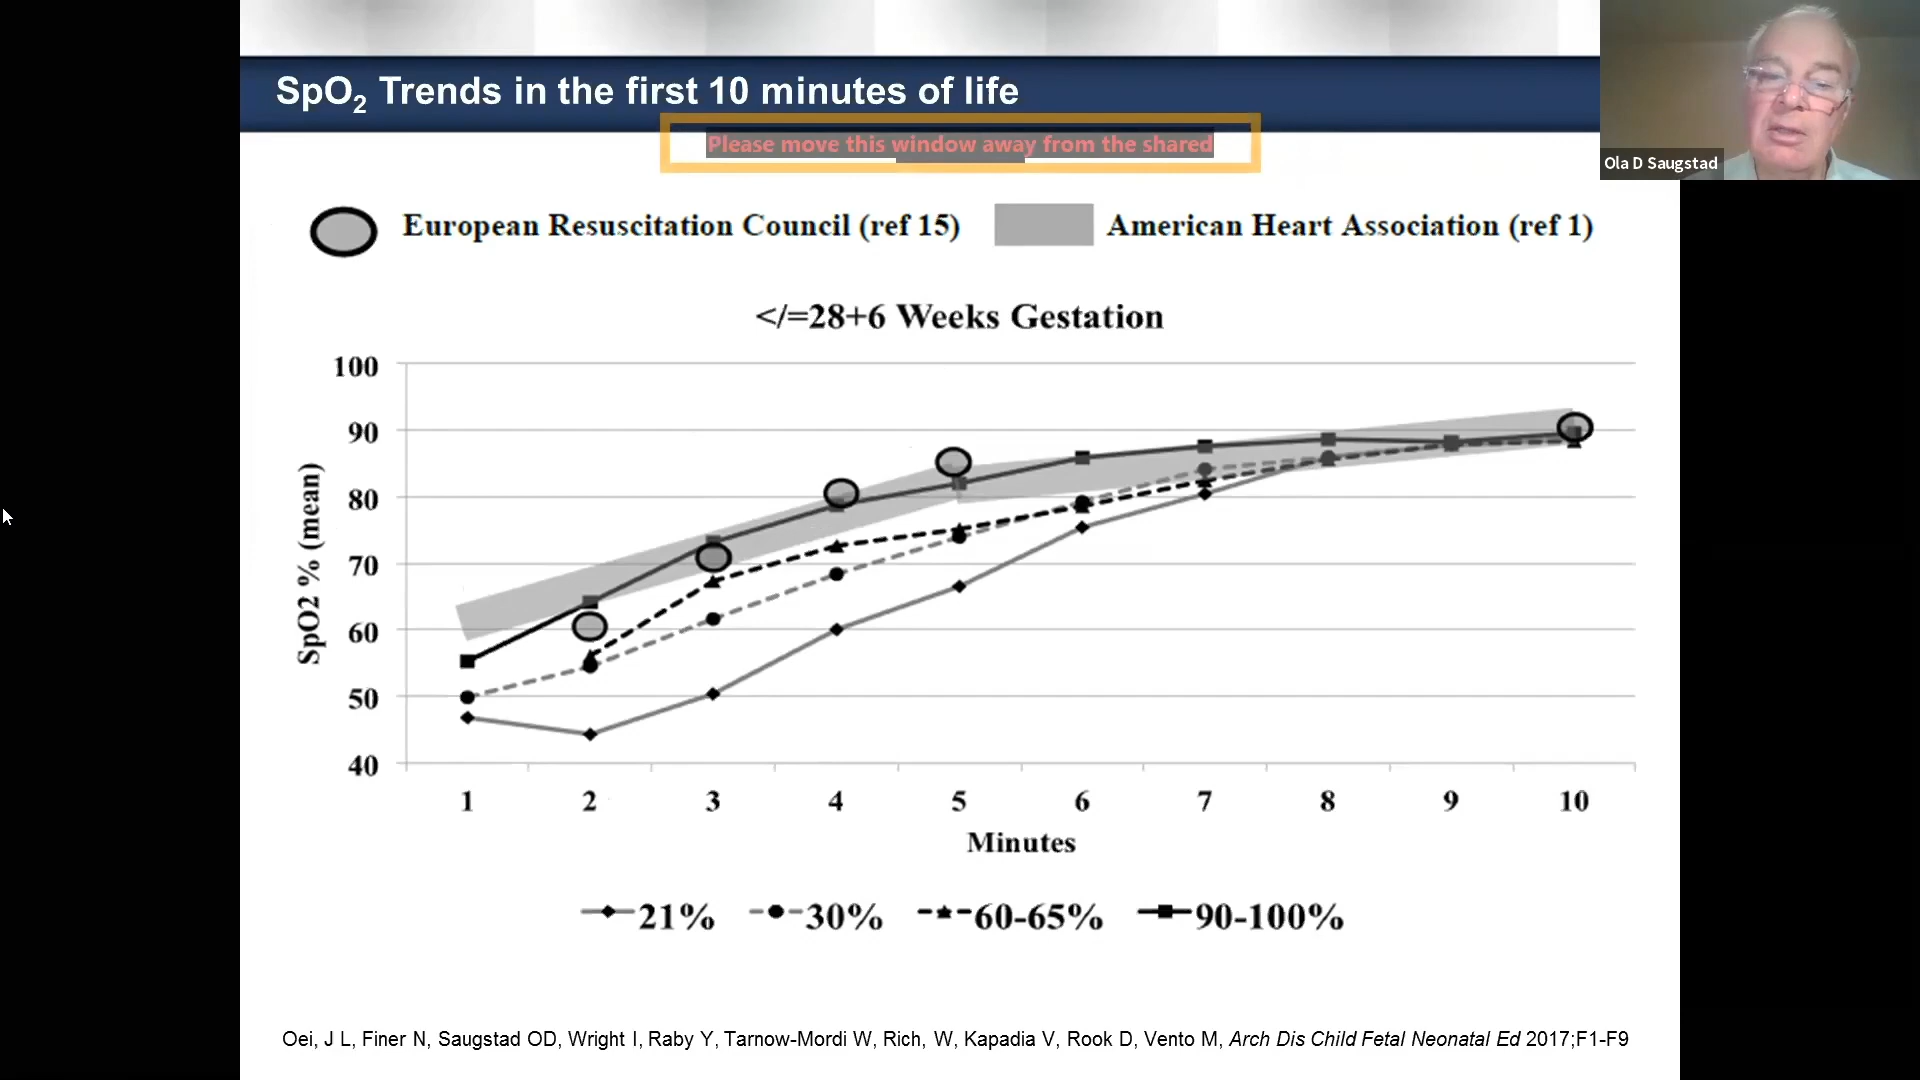 SpO2 Trends in the first 10 minutes of life
Please move this window away from the shared
Ola D Saugstad
European Resuscitation Council (ref 15)
American Heart Association (ref 1)
</=28+6 Weeks Gestation
100
90
80
70
60
50
40
SpO2 % (mean)
1 2 3 4 5 6 7 8 9 10
Minutes
21% 30% 60-65% 90-100%
Oei, J L, Finer N, Saugstad OD, Wright I, Raby Y, Tarnow-Mordi W, Rich, W, Kapadia V, Rook D, Vento M, Arch Dis Child Fetal Neonatal Ed 2017;F1-F9